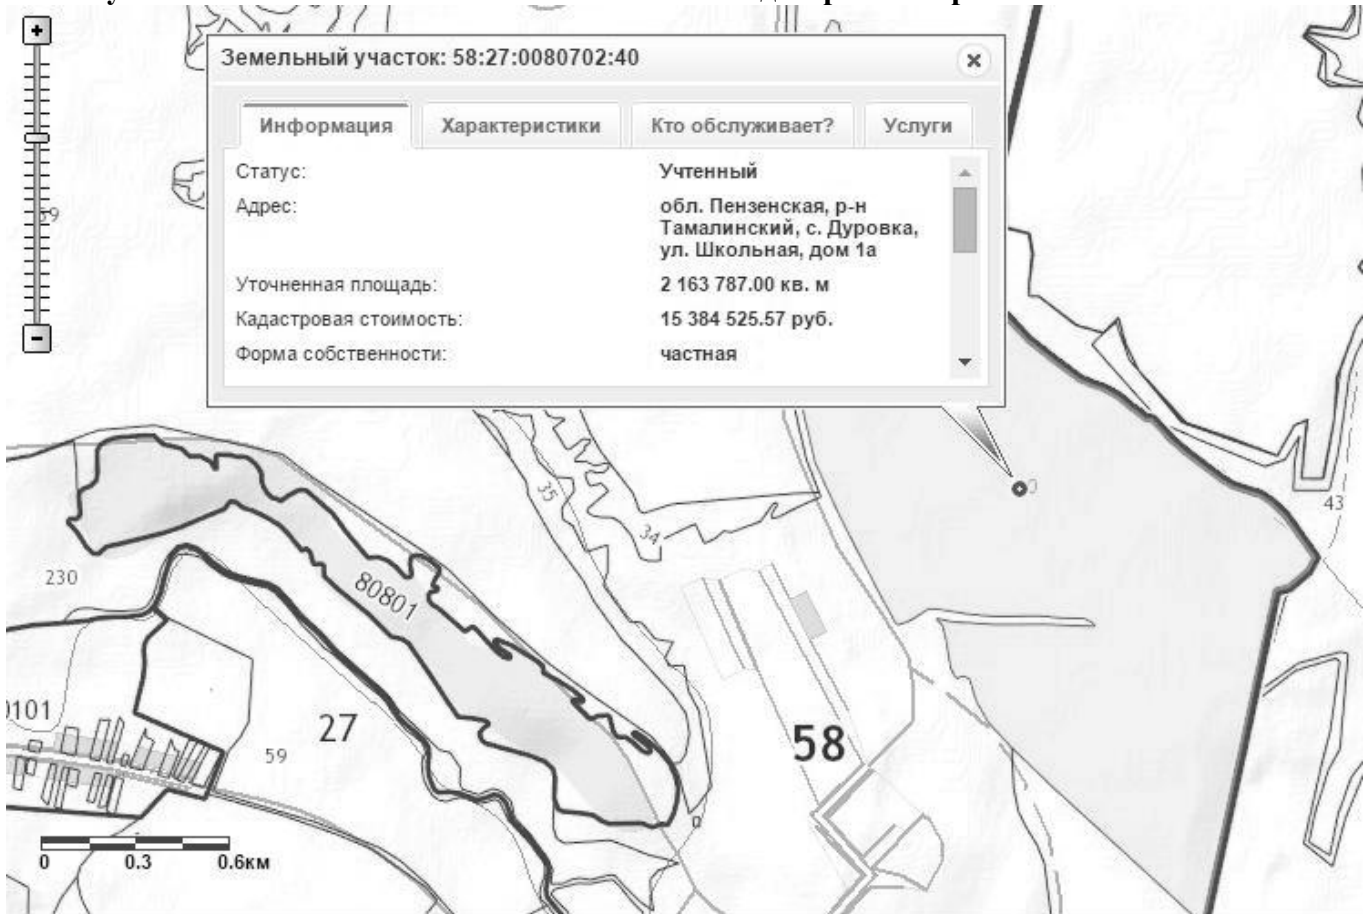 Земельный участок: 58:27:0080702:40
Информация Характеристики Кто обслуживает? Услуги
Статус: Учтенный
Адрес: обл. Пензенская, р-н
Тамалинский, с. Дуровка,
ул. Школьная, дом 1а
Уточненная площадь: 2 163 787.00 кв. м
Кадастровая стоимость: 15 384 525.57 руб.
Форма собственности: частная
35
43
34
230
80801
0101
27
58
59
0 0.3 0.6км